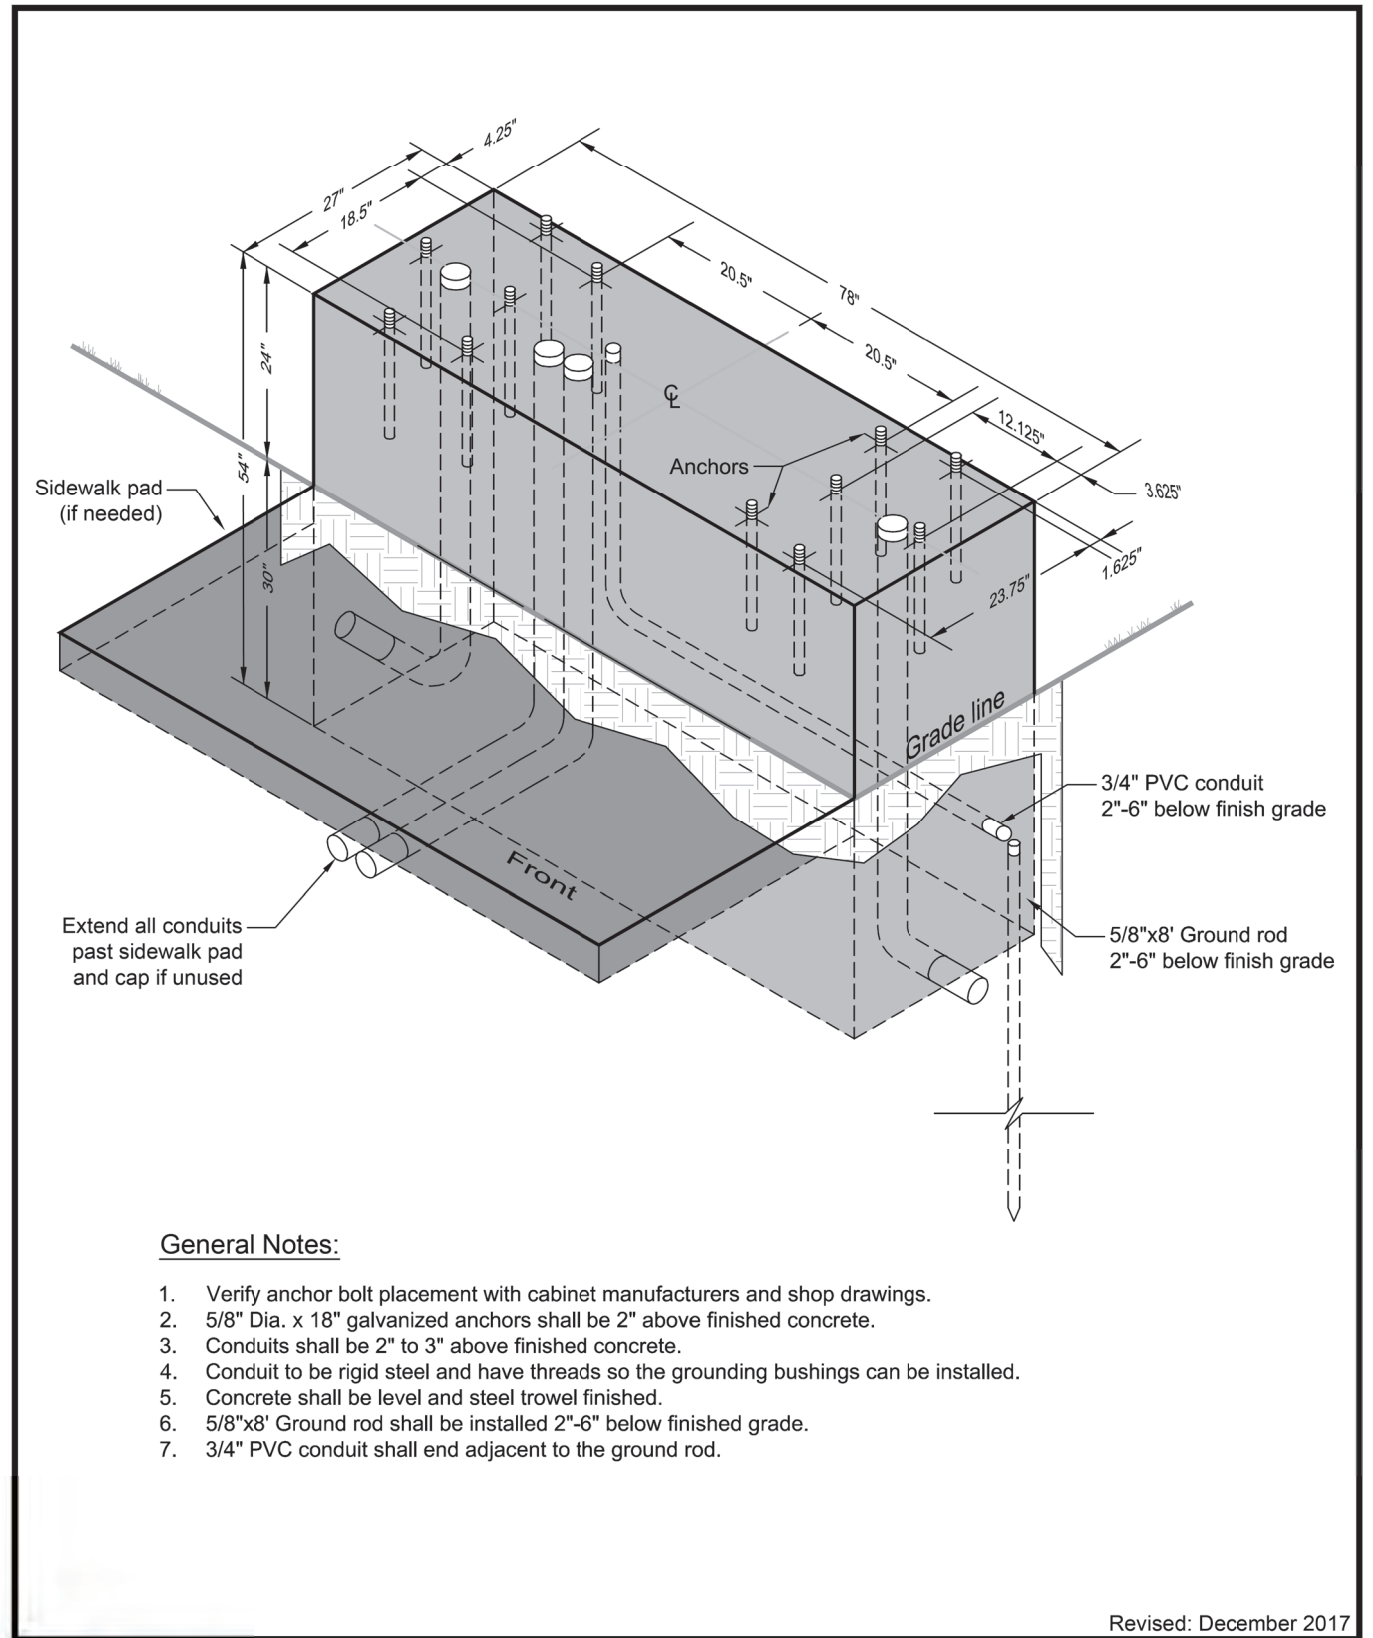 4.25"
27"
18.5"
20.5"
78"
20.5"
24"
12.125"
54"
℄
Anchors
3.625"
Sidewalk pad
(if needed)
1.625"
30"
23.75"
Grade line
3/4" PVC conduit
2"-6" below finish grade
Front
Extend all conduits
past sidewalk pad
and cap if unused
5/8"x8' Ground rod
2"-6" below finish grade
General Notes:
1. Verify anchor bolt placement with cabinet manufacturers and shop drawings.
2. 5/8" Dia. x 18" galvanized anchors shall be 2" above finished concrete.
3. Conduits shall be 2" to 3" above finished concrete.
4. Conduit to be rigid steel and have threads so the grounding bushings can be installed.
5. Concrete shall be level and steel trowel finished.
6. 5/8"x8' Ground rod shall be installed 2"-6" below finished grade.
7. 3/4" PVC conduit shall end adjacent to the ground rod.
Revised: December 2017